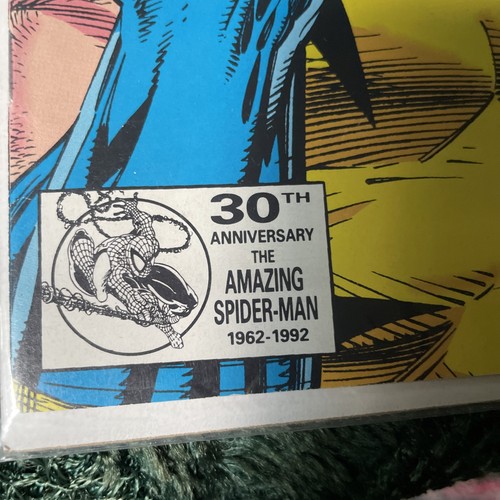 30TH
ANNIVERSARY
THE
AMAZING
SPIDER-MAN
1962-1992